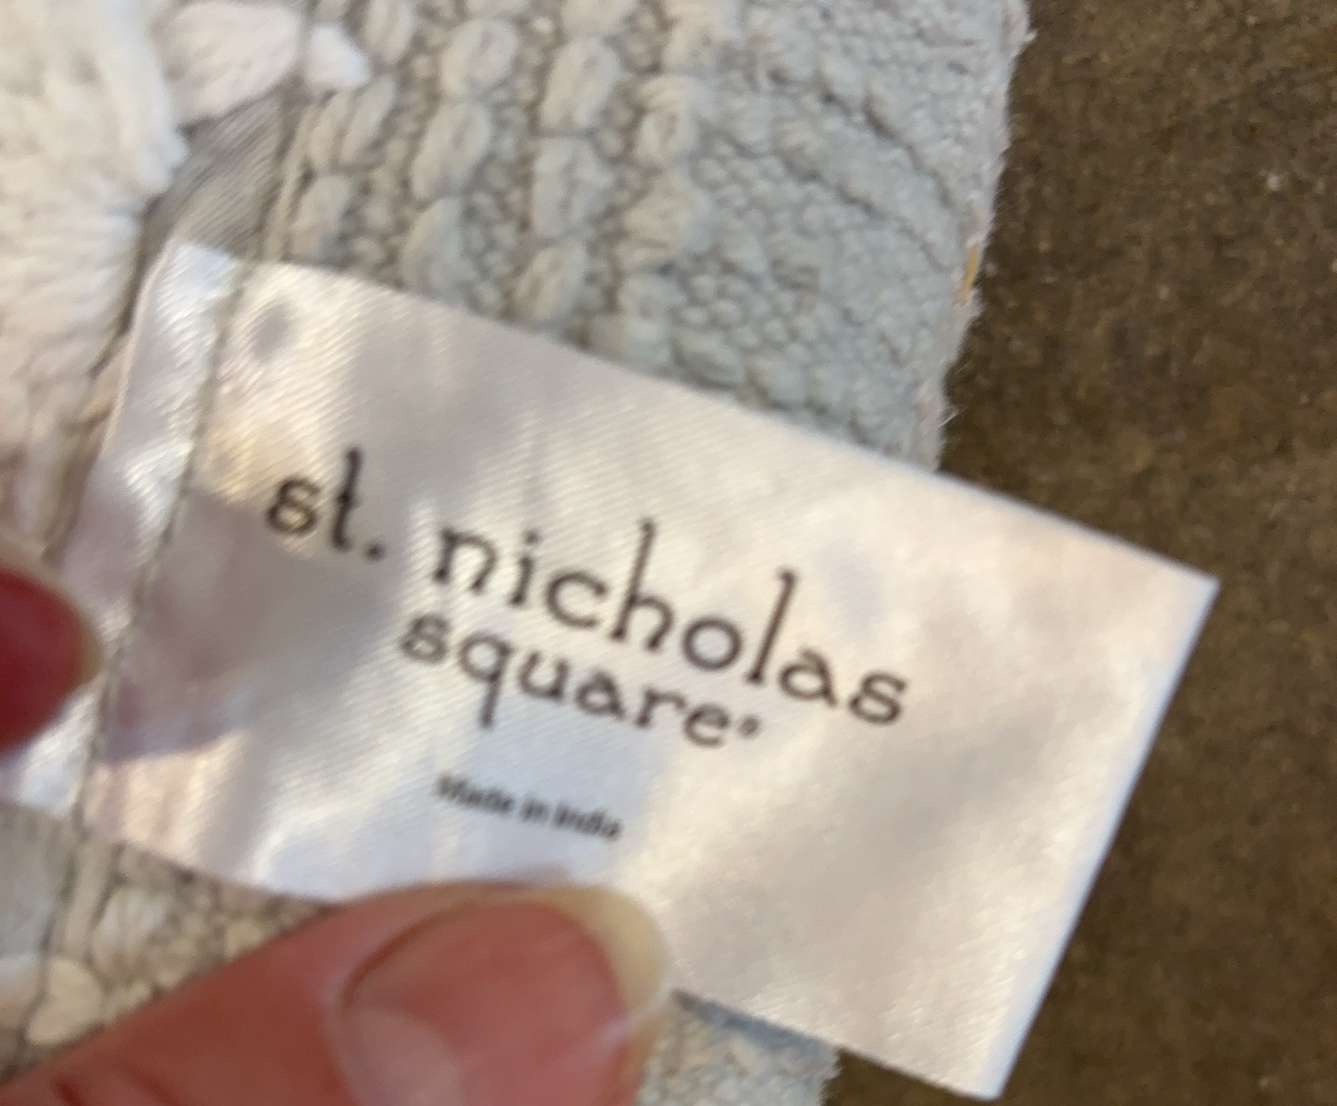 st. nicholas
square®
Made in India